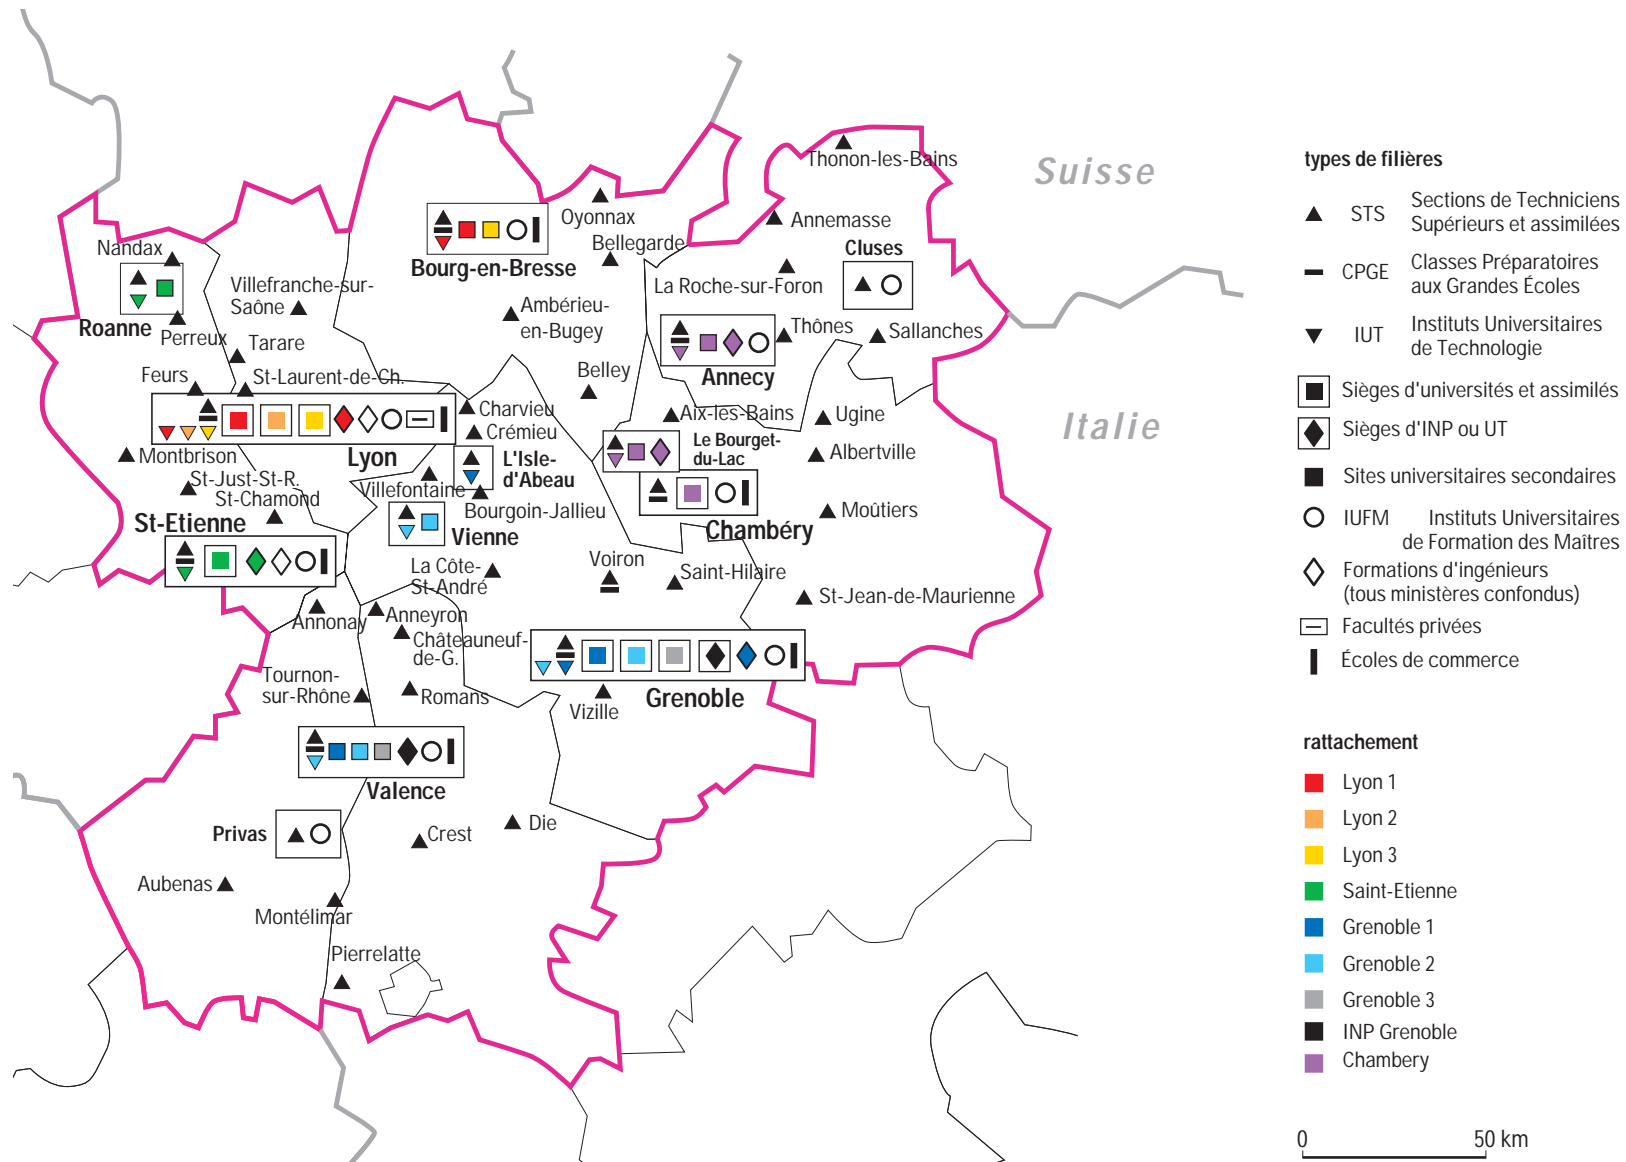 Suisse
Italie
Thonon-les-Bains
Oyonnax
Annemasse
Bellegarde
Cluses
Nandax
Bourg-en-Bresse
La Roche-sur-Foron
Villefranche-sur-
Saône
Ambérieu-
en-Bugey
Roanne
Perreux
Tarare
Thônes
Sallanches
Annecy
Feurs
St-Laurent-de-Ch.
Belley
Charvieu
Crémieu
Aix-les-Bains
Ugine
Le Bourget-
du-Lac
Albertville
Montbrison
Lyon
L'Isle-
d'Abeau
St-Just-St-R.
St-Chamond
Villefontaine
Bourgoin-Jallieu
St-Etienne
Vienne
Chambéry
Moûtiers
La Côte-
St-André
Voiron
Saint-Hilaire
St-Jean-de-Maurienne
Annonay
Anneyron
Châteauneuf-
de-G.
Tournon-
sur-Rhône
Romans
Vizille
Grenoble
Valence
Privas
Crest
Die
Aubenas
Montélimar
Pierrelatte
types de filières
STS Sections de Techniciens
Supérieurs et assimilées
CPGE Classes Préparatoires
aux Grandes Écoles
IUT Instituts Universitaires
de Technologie
Sièges d'universités et assimilés
Sièges d'INP ou UT
Sites universitaires secondaires
IUFM Instituts Universitaires
de Formation des Maîtres
Formations d'ingénieurs
(tous ministères confondus)
Facultés privées
Écoles de commerce
rattachement
Lyon 1
Lyon 2
Lyon 3
Saint-Etienne
Grenoble 1
Grenoble 2
Grenoble 3
INP Grenoble
Chambery
0 50 km